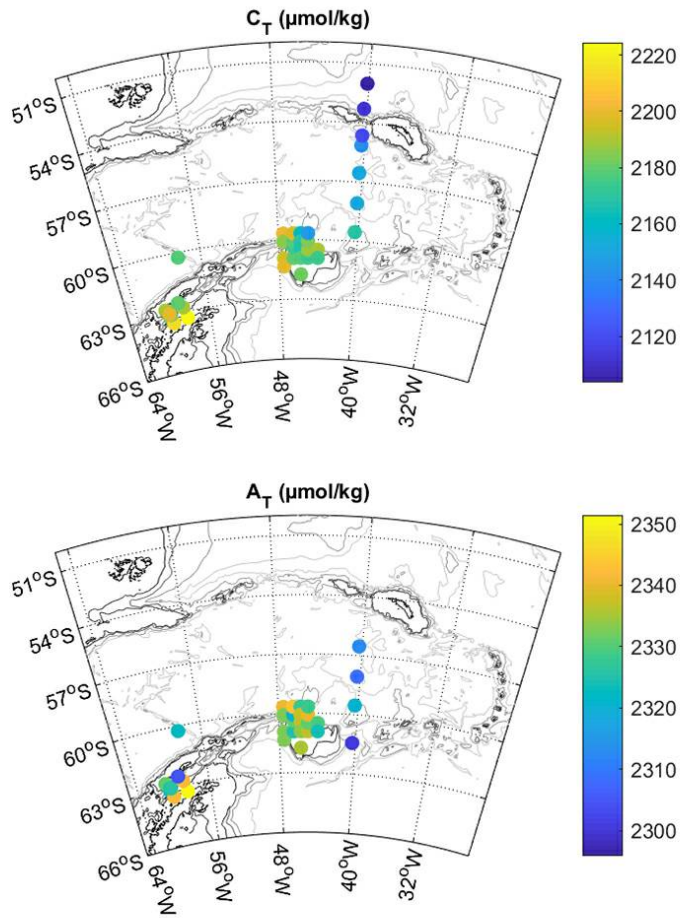 C_T (µmol/kg)
51°S
54°S
57°S
60°S
63°S
66°S
64°W
56°W
48°W
40°W
32°W
2220
2200
2180
2160
2140
2120
A_T (µmol/kg)
51°S
54°S
57°S
60°S
63°S
66°S
64°W
56°W
48°W
40°W
32°W
2350
2340
2330
2320
2310
2300